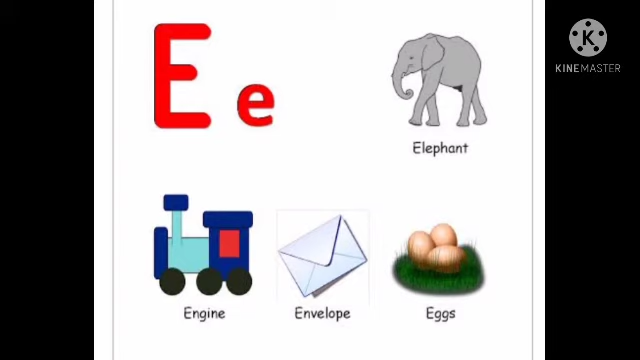 E e
Elephant
Engine
Envelope
Eggs
K
KINEMASTER